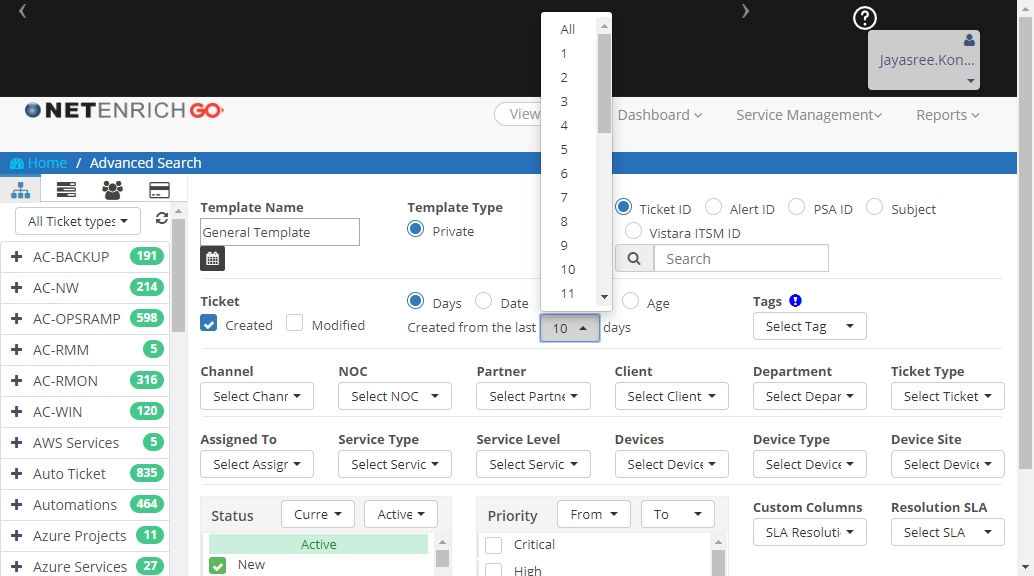 Jayasree.Kon...
NETENRICH GO
View
Dashboard
Service Management
Reports
Home / Advanced Search
All Ticket types
AC-BACKUP 191
AC-NW 214
AC-OPSRAMP 598
AC-RMM 5
AC-RMON 316
AC-WIN 120
AWS Services 5
Auto Ticket 835
Automations 464
Azure Projects 11
Azure Services 27
Template Name
General Template
Template Type
Private
All
1
2
3
4
5
6
7
8
9
10
11
Ticket ID Alert ID PSA ID Subject
Vistara ITSM ID
Search
Ticket
Created Modified
Days Date Age
Created from the last 10 days
Tags
Select Tag
Channel NOC Partner Client Department Ticket Type
Select Chanr Select NOC Select Partne Select Client Select Depar Select Ticket
Assigned To Service Type Service Level Devices Device Type Device Site
Select Assigr Select Servic Select Servic Select Device Select Device Select Device
Status Curre Active
Active
New
Priority From To
Critical
High
Custom Columns Resolution SLA
SLA Resoluti Select SLA